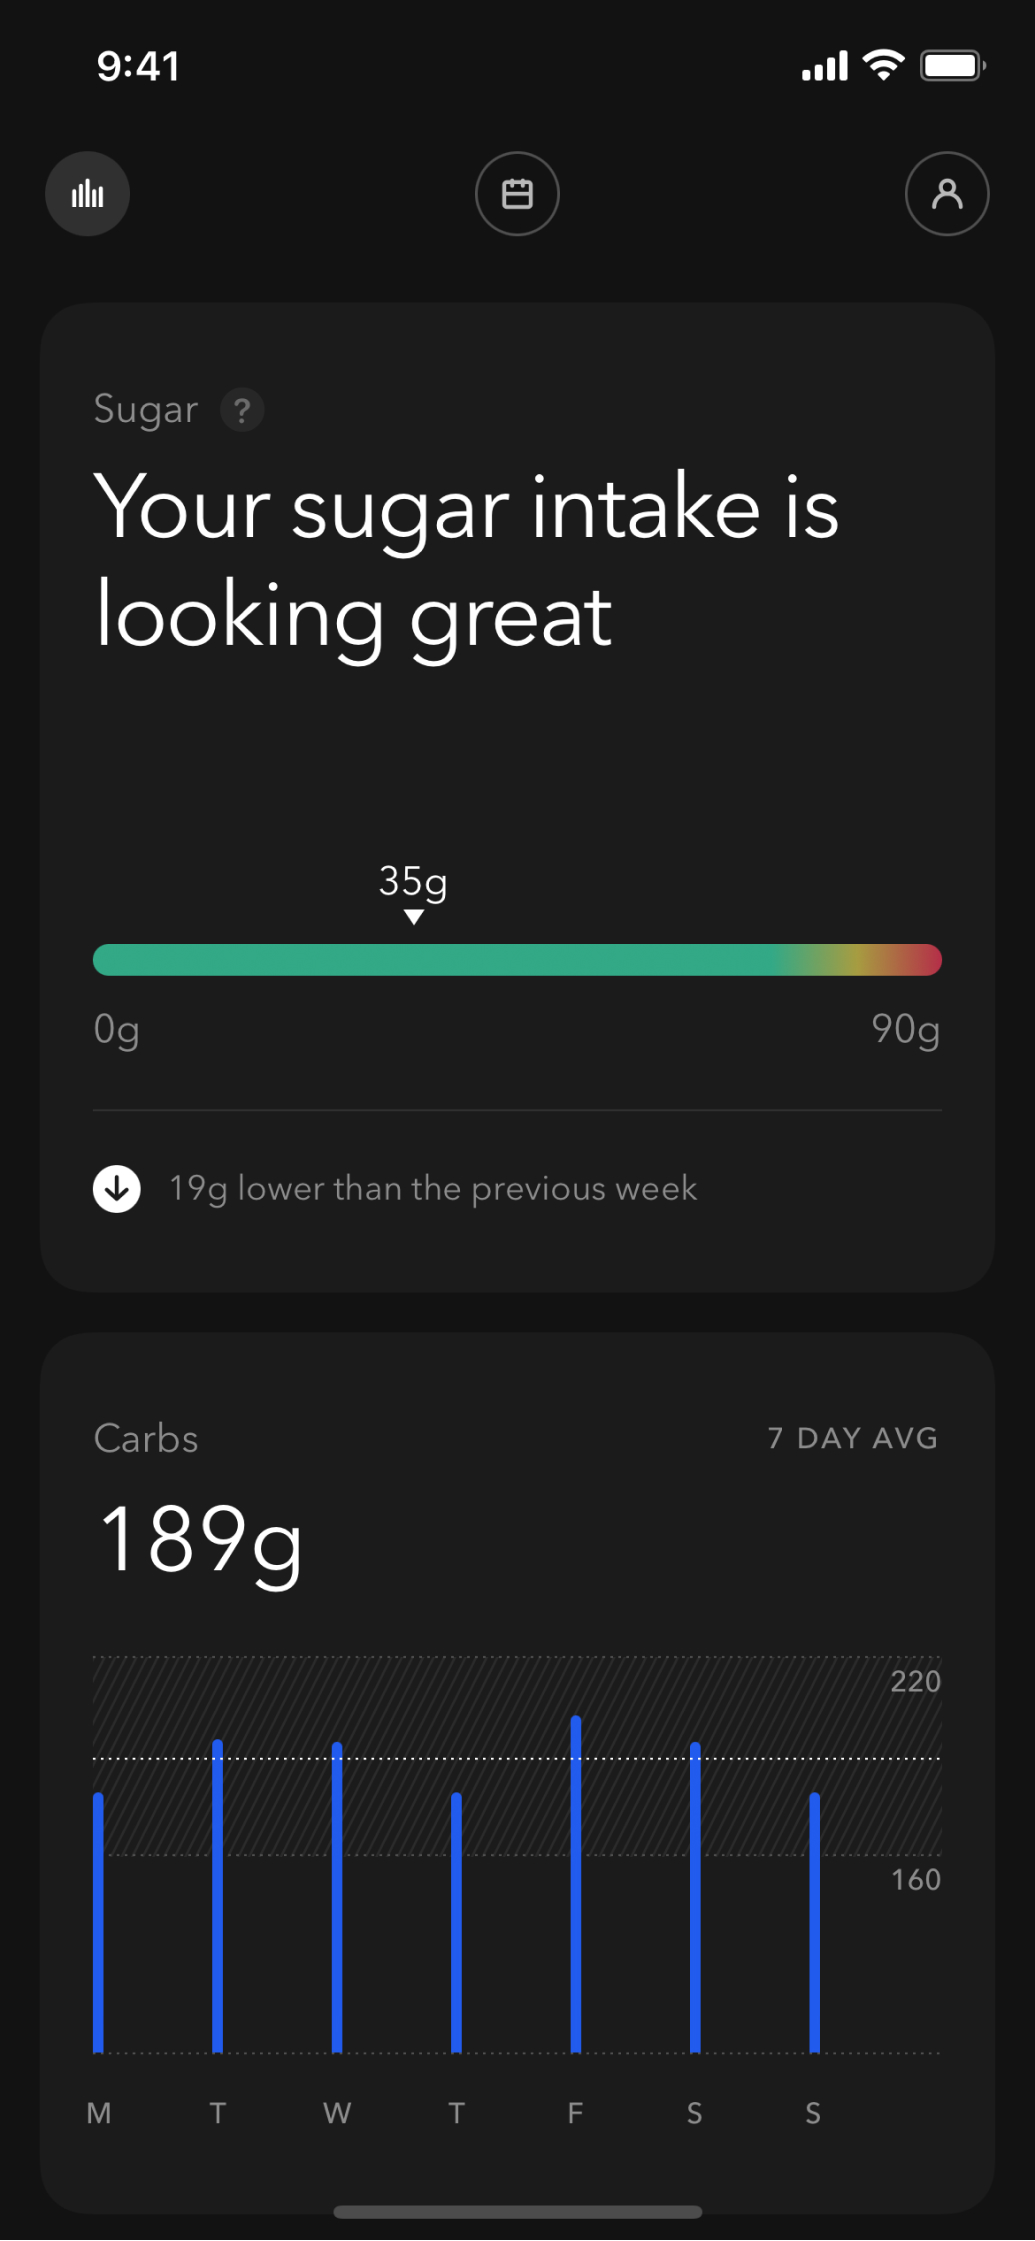 9:41
Sugar ?
Your sugar intake is
looking great
35g
0g 90g
19g lower than the previous week
Carbs 7 DAY AVG
189g
220
160
M T W T F S S